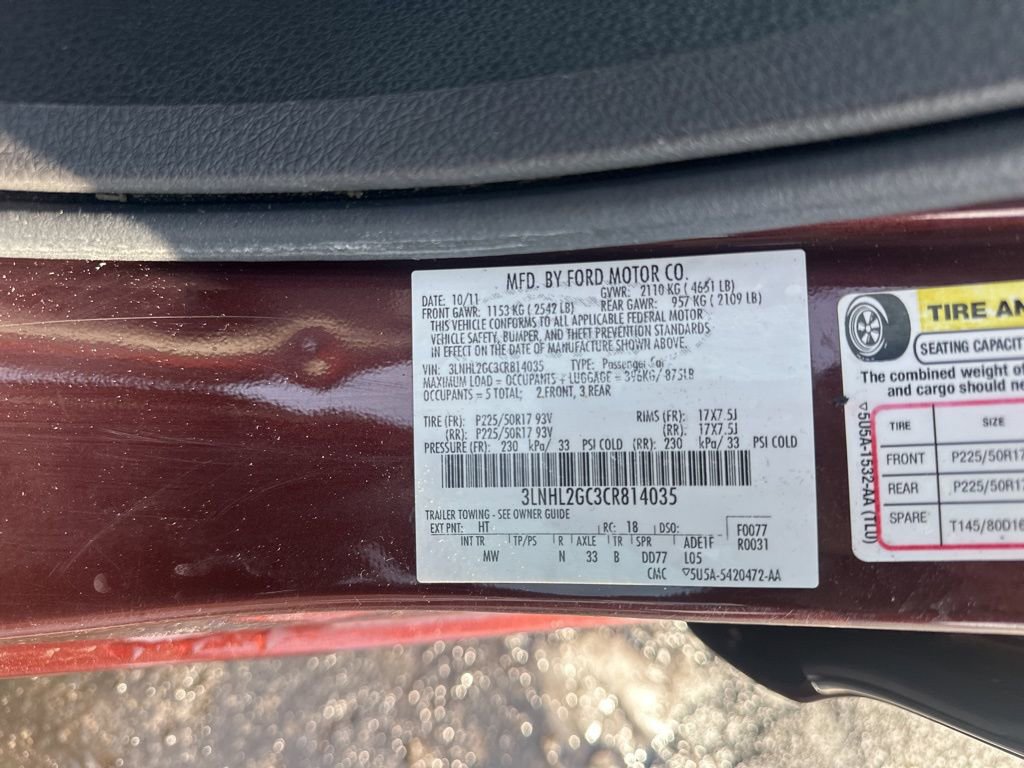 MFD. BY FORD MOTOR CO.
DATE: 10/11 GVWR: 2110 KG ( 4651 LB)
FRONT GAWR: 1153 KG ( 2542 LB) REAR GAWR: 957 KG ( 2109 LB)
THIS VEHICLE CONFORMS TO ALL APPLICABLE FEDERAL MOTOR
VEHICLE SAFETY, BUMPER, AND THEFT PREVENTION STANDARDS
IN EFFECT ON THE DATE OF MANUFACTURE SHOWN ABOVE.
VIN: 3LNHL2GC3CR814035 TYPE: Passenger Car
MAXIMUM LOAD = OCCUPANTS + LUGGAGE = 396KG/ 875LB
OCCUPANTS = 5 TOTAL; 2 FRONT, 3 REAR
TIRE (FR): P225/50R17 93V RIMS (FR): 17X7.5J
(RR): P225/50R17 93V (RR): 17X7.5J
PRESSURE (FR): 230 kPa/ 33 PSI COLD (RR): 230 kPa/ 33 PSI COLD
3LNHL2GC3CR814035
TRAILER TOWING - SEE OWNER GUIDE
EXT PNT: HT RC: 18 DSO: F0077
INT TR TP/PS R AXLE TR SPR ADE1F R0031
MW N 33 B DD77 L05
CMC ▽5U5A-5420472-AA
TIRE AN
SEATING CAPACIT
The combined weight of
and cargo should ne
TIRE SIZE
FRONT P225/50R17
REAR P225/50R17
SPARE T145/80D16
▽5U5A-1532-AA (TL0)